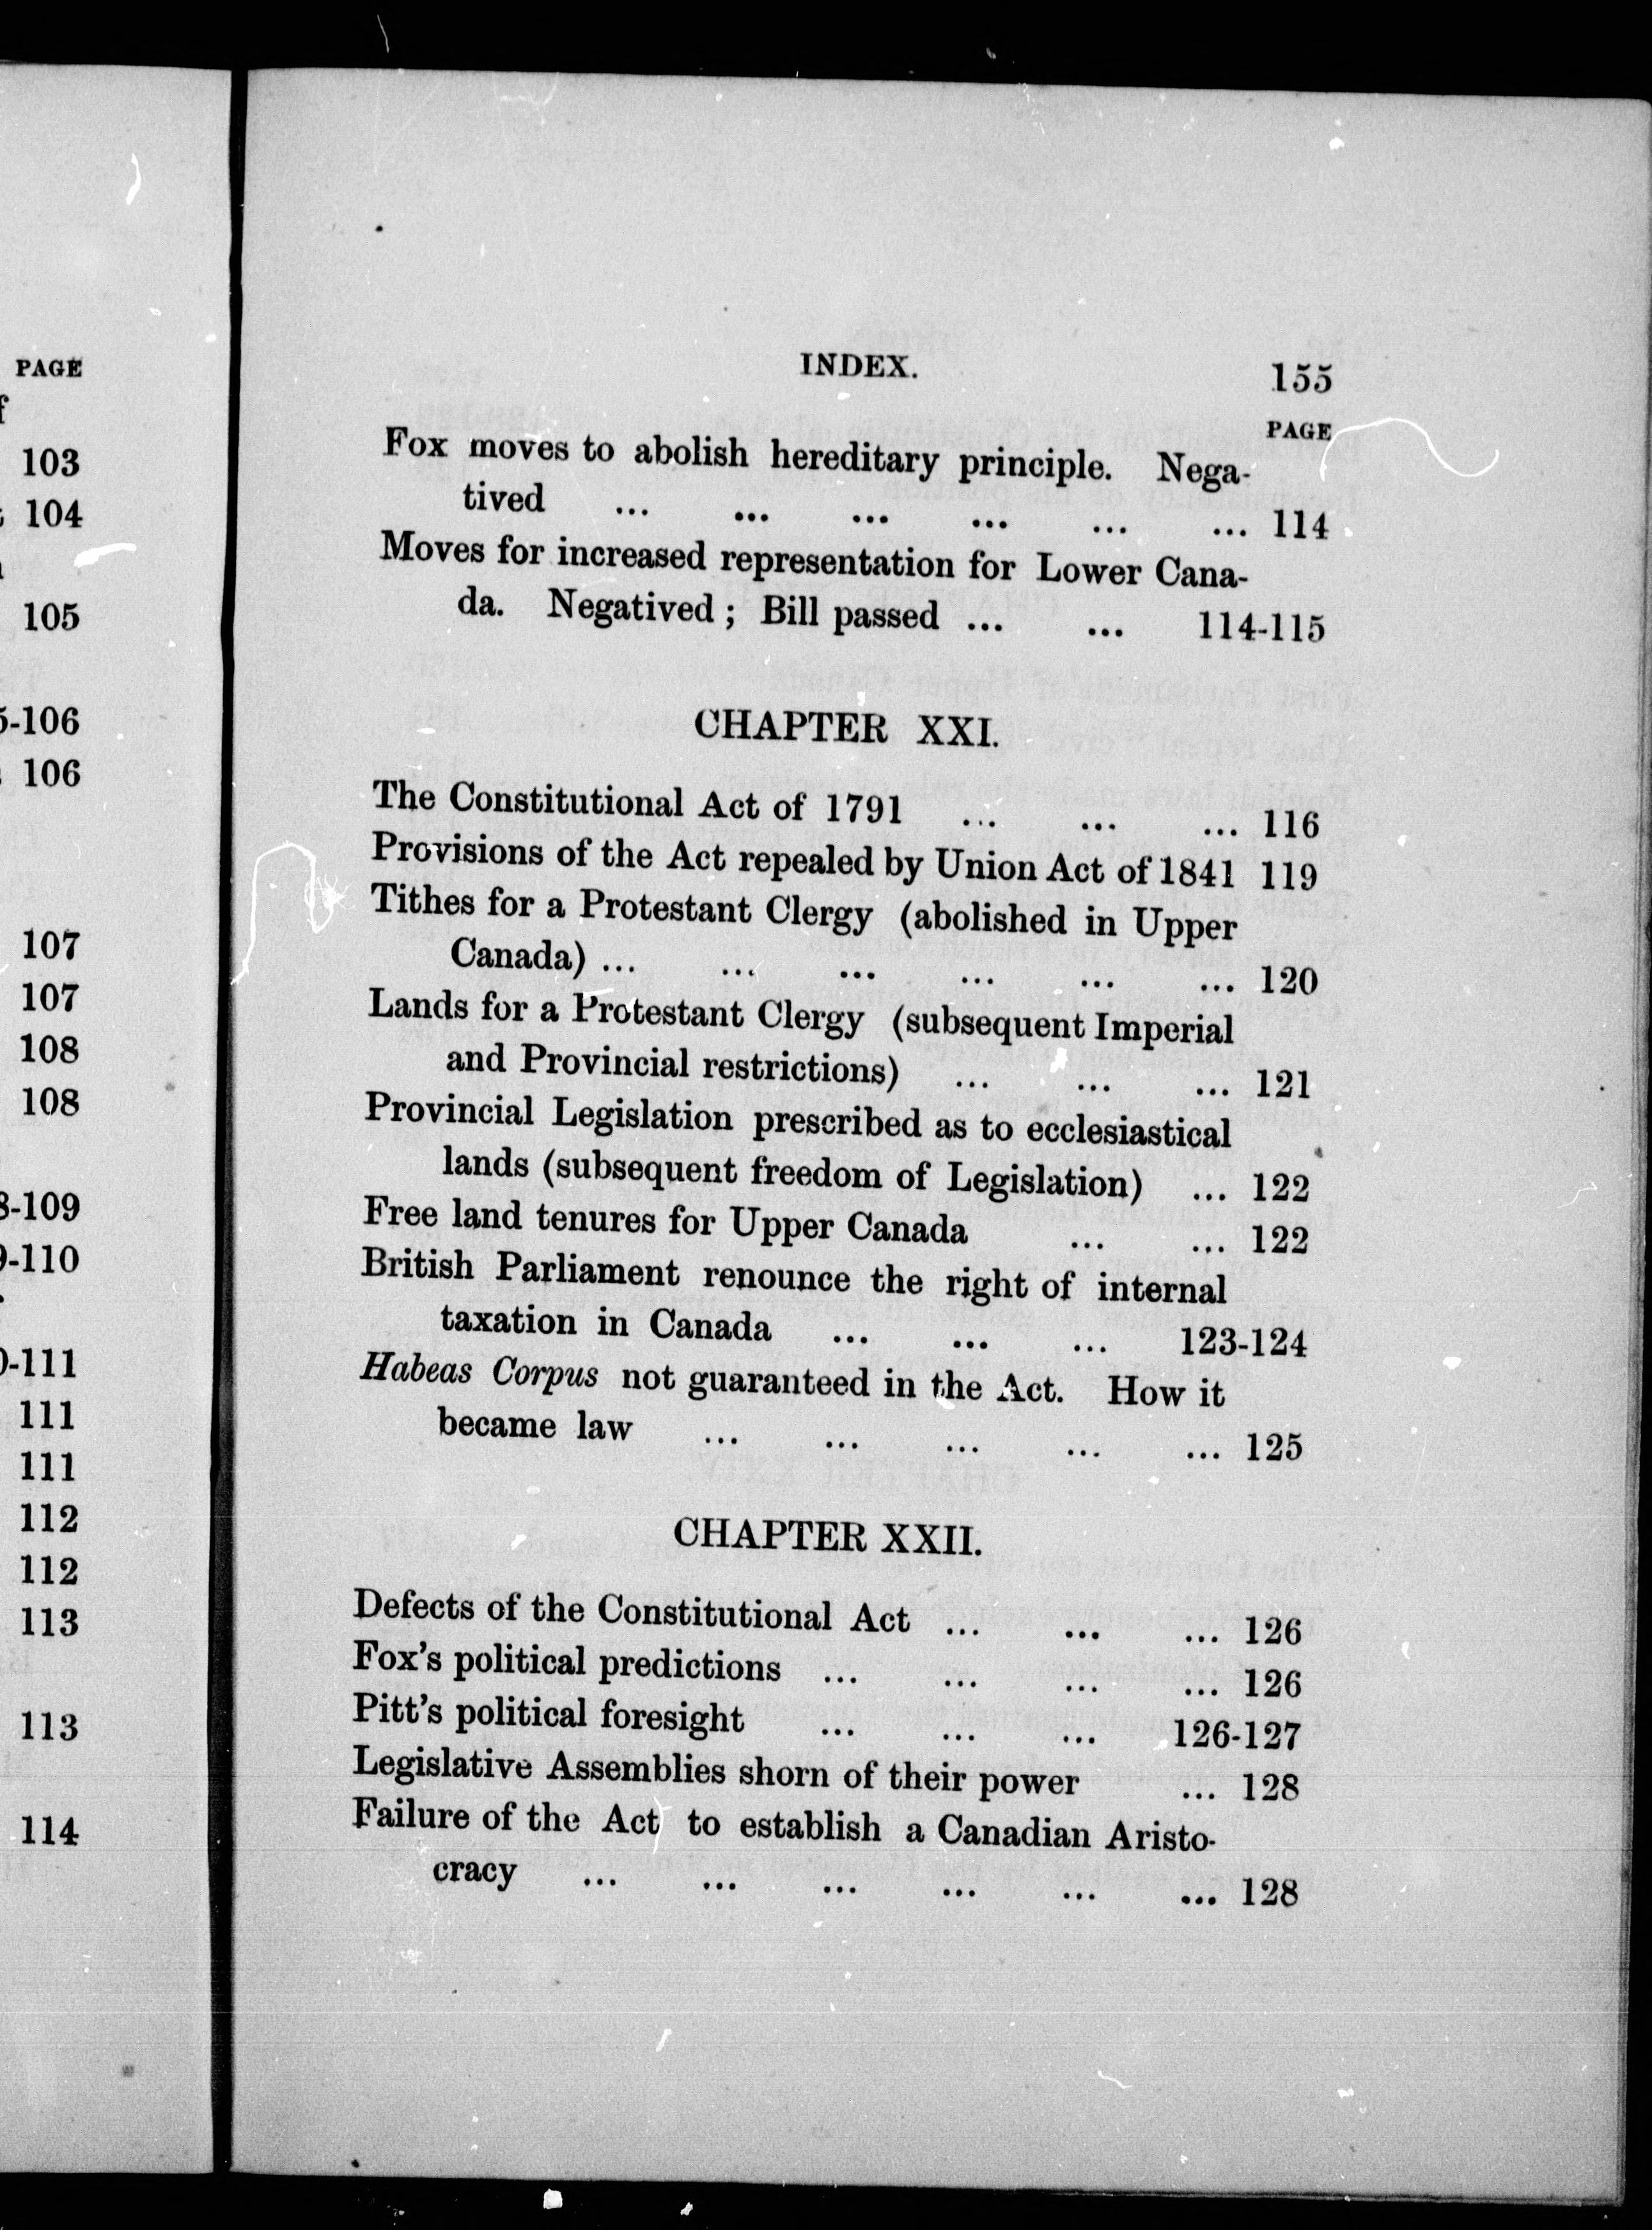 PAGE
103
104
105
106
107
107
108
108
-109
-110
-111
111
111
112
112
113
113
114
INDEX. 155
PAGE
Fox moves to abolish hereditary principle. Nega-
tived ... ... ... ... ... ... 114
Moves for increased representation for Lower Cana-
da. Negatived ; Bill passed ... ... 114-115
CHAPTER XXI.
The Constitutional Act of 1791 ... ... ... 116
Provisions of the Act repealed by Union Act of 1841 119
Tithes for a Protestant Clergy (abolished in Upper
Canada) ... ... ... ... ... ... 120
Lands for a Protestant Clergy (subsequent Imperial
and Provincial restrictions) ... ... ... 121
Provincial Legislation prescribed as to ecclesiastical
lands (subsequent freedom of Legislation) ... 122
Free land tenures for Upper Canada ... ... 122
British Parliament renounce the right of internal
taxation in Canada ... ... ... 123-124
Habeas Corpus not guaranteed in the Act. How it
became law ... ... ... ... ... 125
CHAPTER XXII.
Defects of the Constitutional Act ... ... ... 126
Fox's political predictions ... ... ... ... 126
Pitt's political foresight ... ... ... 126-127
Legislative Assemblies shorn of their power ... 128
Failure of the Act to establish a Canadian Aristo-
cracy ... ... ... ... ... ... 128